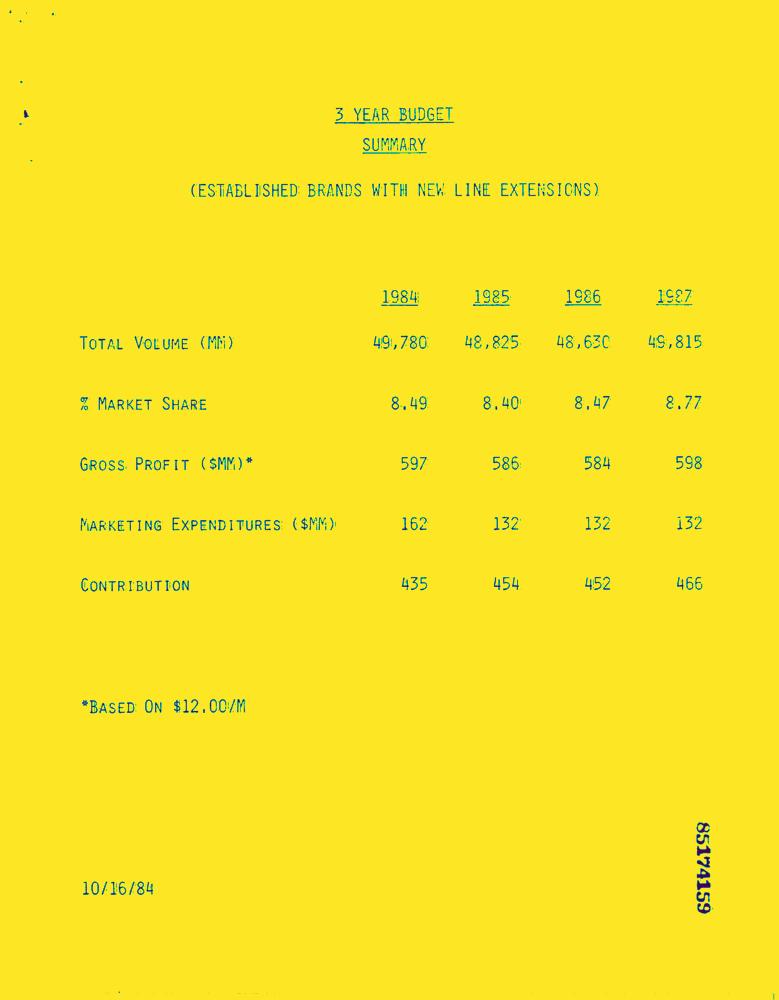 3 YEAR BUDGET
SUMMARY
(ESTABLISHED BRANDS WITH NEW LINE EXTENSIONS)
1984 1985 1986 1987
TOTAL VOLUME (MM) 49,780 48,825 48,630 49,815
% MARKET SHARE 8.49 8.40 8.47 8.77
GROSS PROFIT ($MM)* 597 586 584 598
MARKETING EXPENDITURES ($MM) 162 132 132 132
CONTRIBUTION 435 454 452 466
*BASED ON $12.00/M
85174159
10/16/84